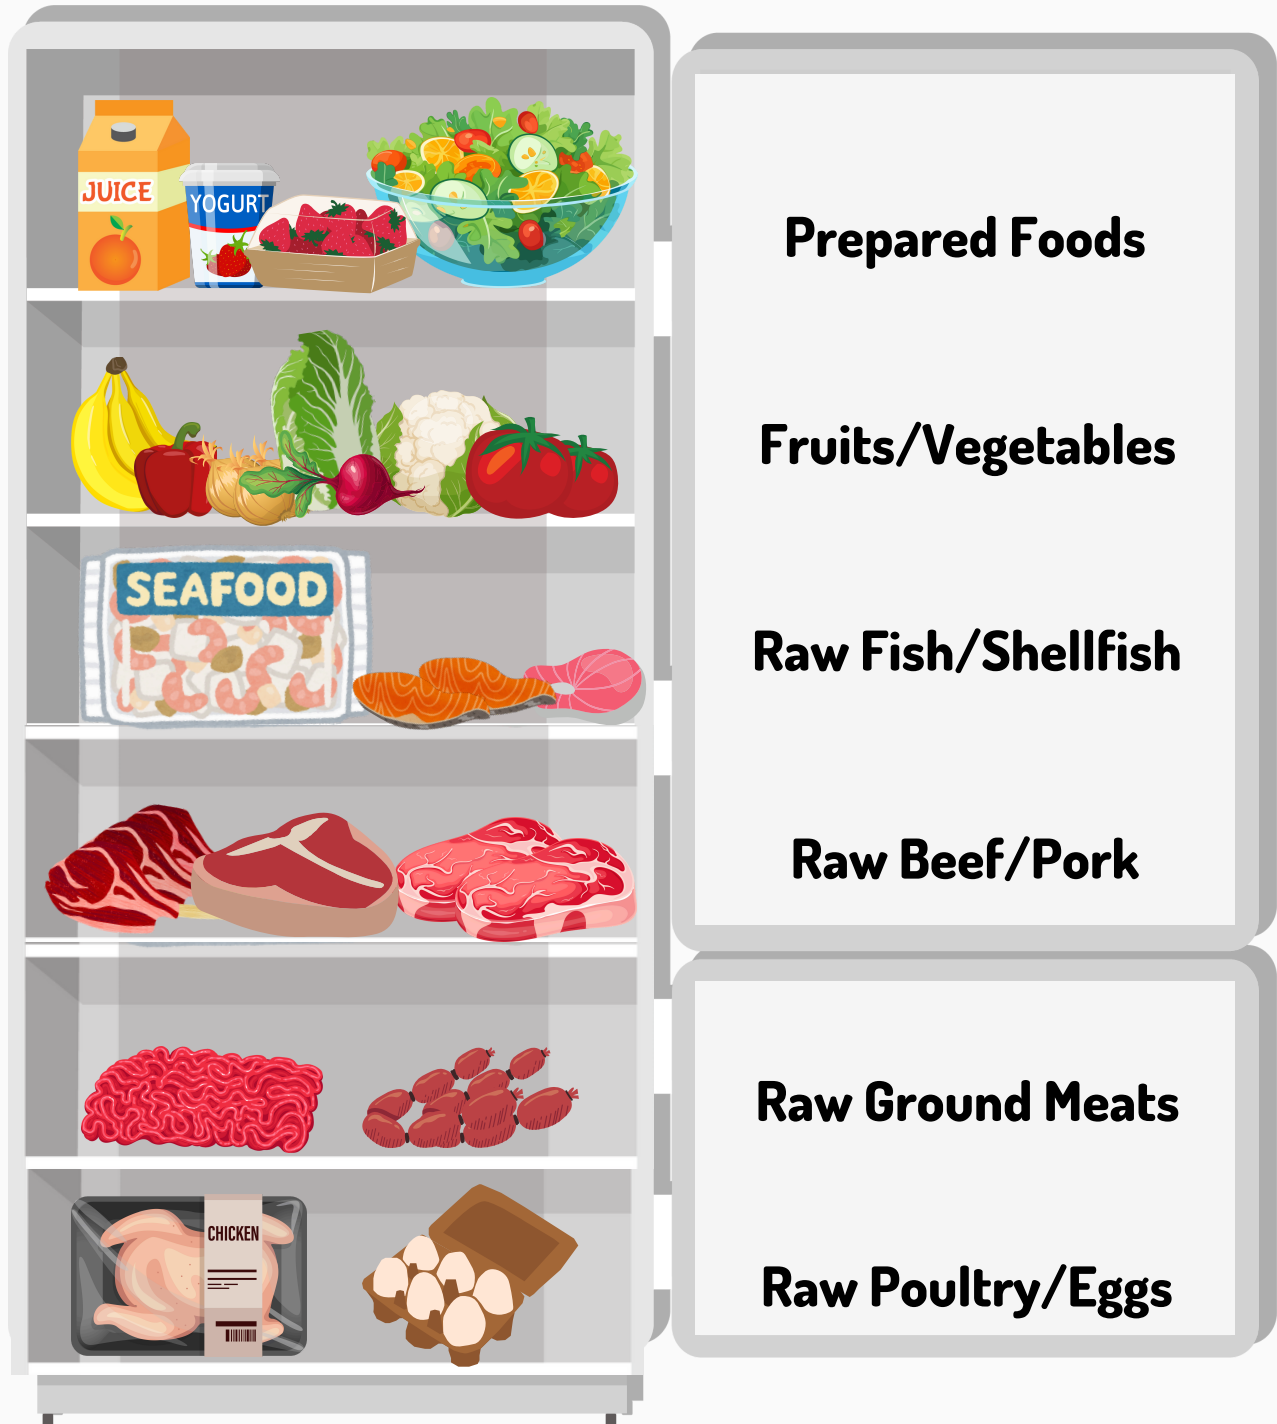 JUICE
YOGURT
Prepared Foods
Fruits/Vegetables
SEAFOOD
Raw Fish/Shellfish
Raw Beef/Pork
Raw Ground Meats
CHICKEN
Raw Poultry/Eggs